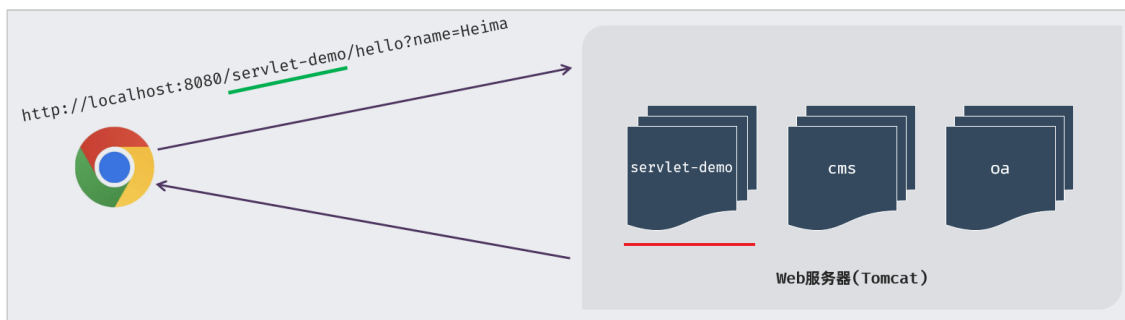 http://localhost:8080/servlet-demo/hello?name=Heima
servlet-demo
cms
oa
Web服务器(Tomcat)